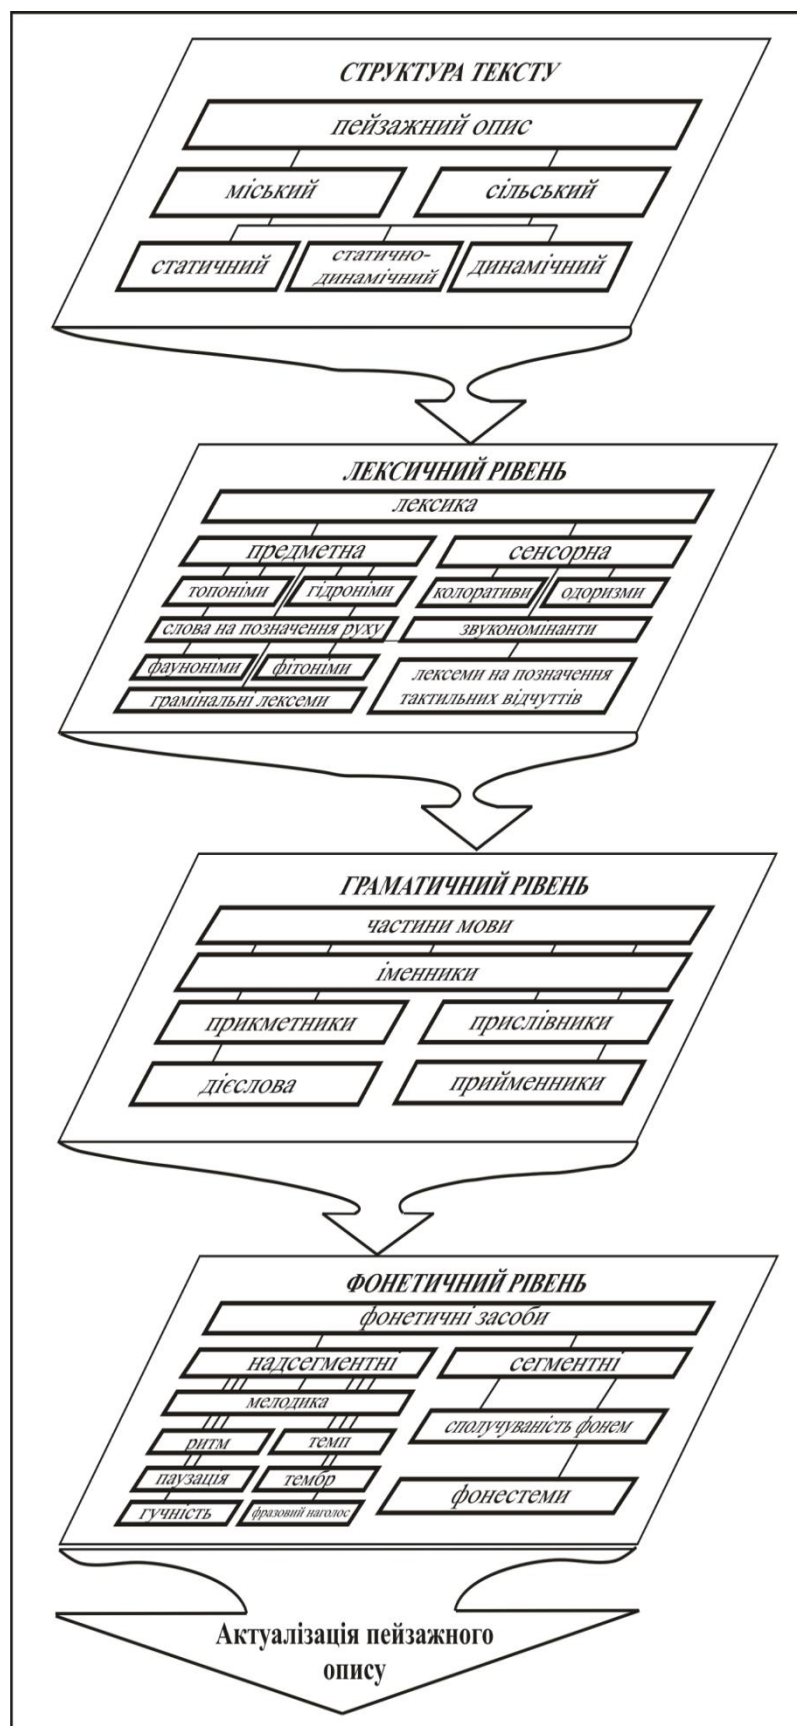 СТРУКТУРА ТЕКСТУ
пейзажний опис
міський
сільський
статичний
статично-
динамічний
динамічний
ЛЕКСИЧНИЙ РІВЕНЬ
лексика
предметна
сенсорна
топоніми
гідроніми
колоративи
одоризми
слова на позначення руху
звукономінанти
фауноніми
фітоніми
лексеми на позначення
тактильних відчуттів
грамінальні лексеми
ГРАМАТИЧНИЙ РІВЕНЬ
частини мови
іменники
прикметники
прислівники
дієслова
прийменники
ФОНЕТИЧНИЙ РІВЕНЬ
фонетичні засоби
надсегментні
сегментні
мелодика
ритм
темп
сполучуваність фонем
паузація
тембр
фонестеми
гучність
фразовий наголос
Актуалізація пейзажного
опису